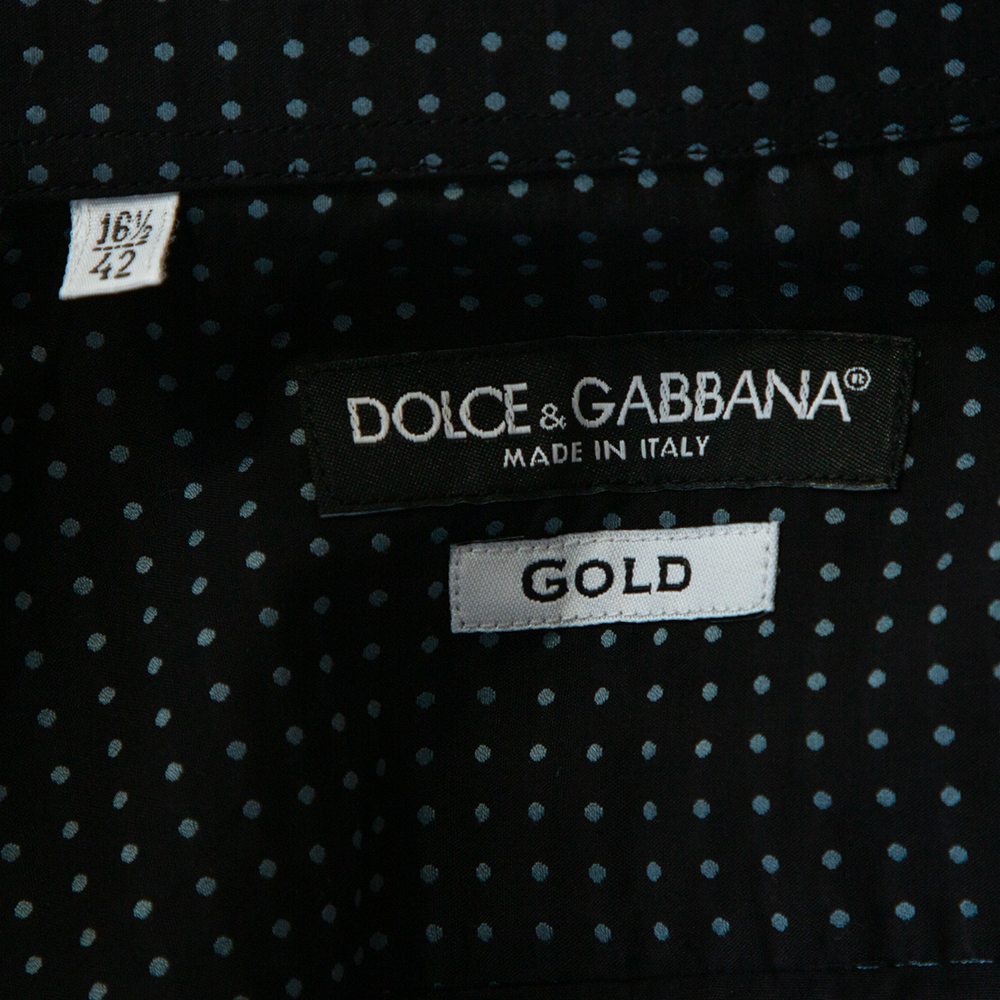 16½
42
DOLCE & GABBANA®
MADE IN ITALY
GOLD